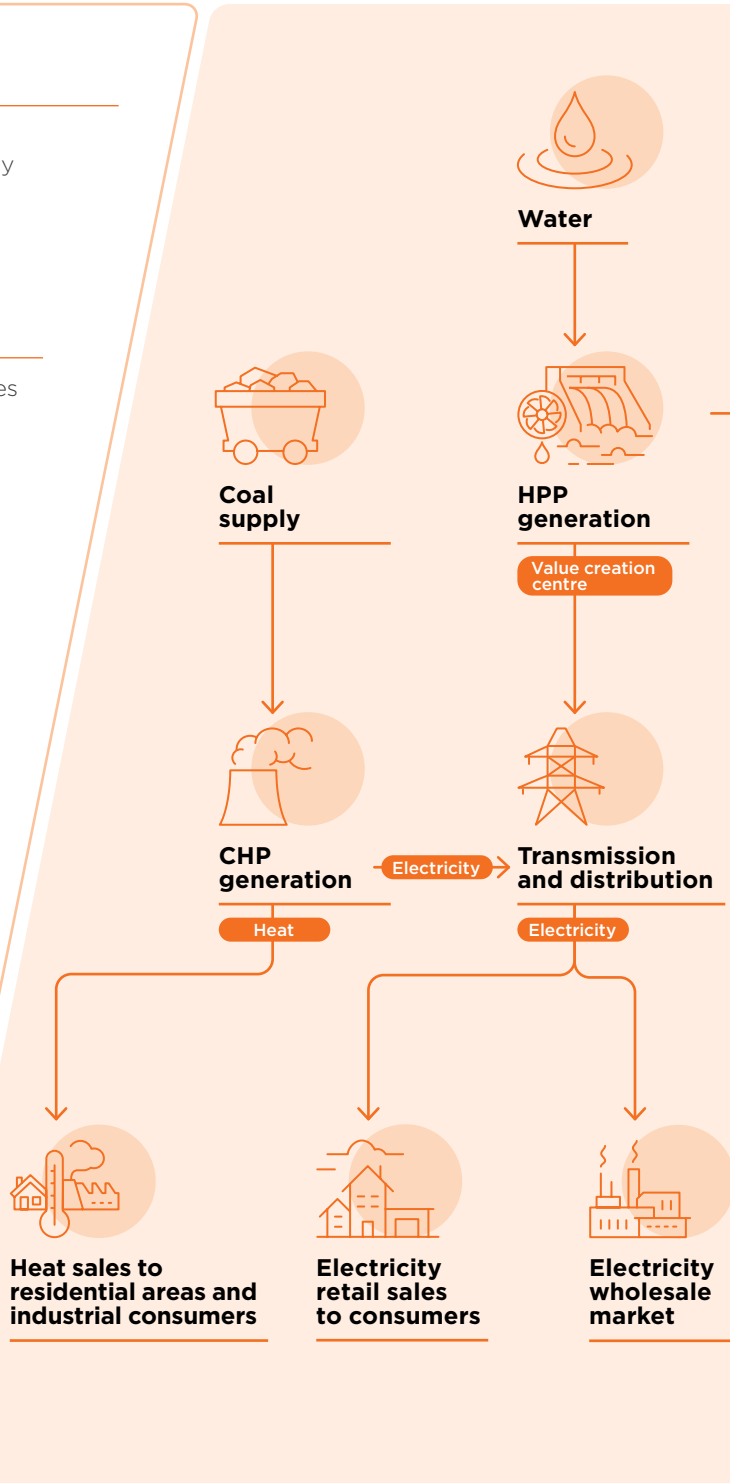 y
es
Water
Coal
supply
HPP
generation
Value creation
centre
CHP
generation
Electricity
Transmission
and distribution
Heat
Electricity
Heat sales to
residential areas and
industrial consumers
Electricity
retail sales
to consumers
Electricity
wholesale
market